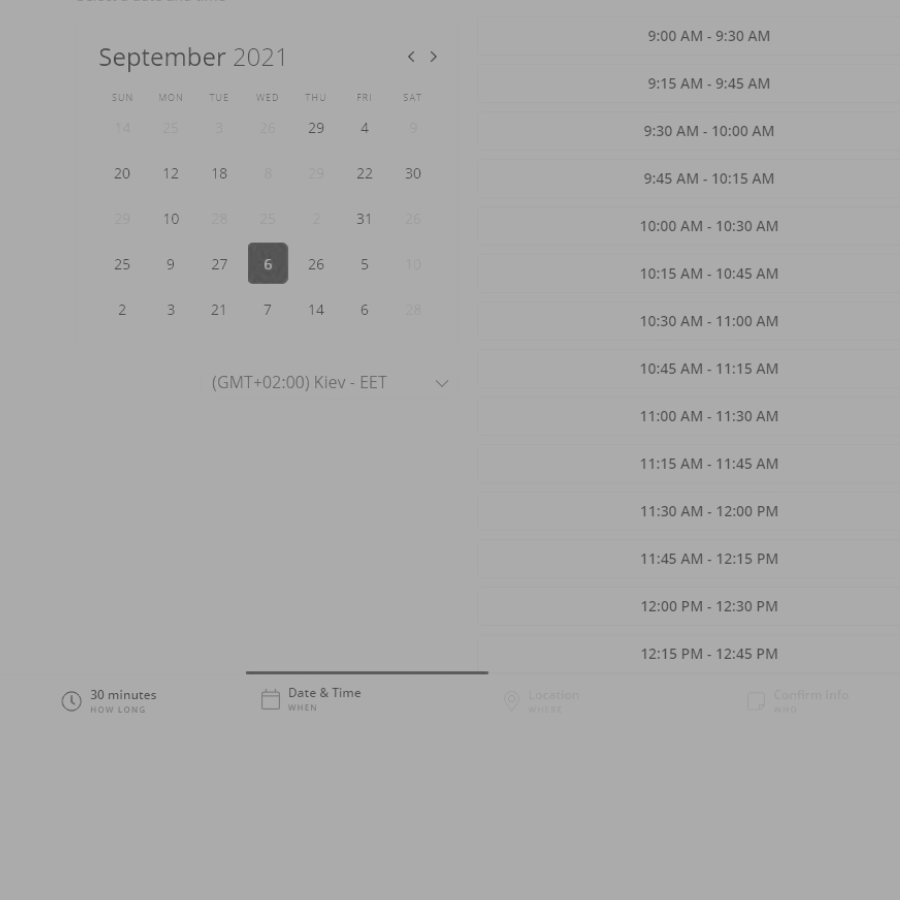 September 2021
SUN MON TUE WED THU FRI SAT
14 25 3 26 29 4 9
20 12 18 8 29 22 30
29 10 28 25 2 31 26
25 9 27 6 26 5 10
2 3 21 7 14 6 28
(GMT+02:00) Kiev - EET
9:00 AM - 9:30 AM
9:15 AM - 9:45 AM
9:30 AM - 10:00 AM
9:45 AM - 10:15 AM
10:00 AM - 10:30 AM
10:15 AM - 10:45 AM
10:30 AM - 11:00 AM
10:45 AM - 11:15 AM
11:00 AM - 11:30 AM
11:15 AM - 11:45 AM
11:30 AM - 12:00 PM
11:45 AM - 12:15 PM
12:00 PM - 12:30 PM
12:15 PM - 12:45 PM
30 minutes
HOW LONG
Date & Time
WHEN
Location
WHERE
Confirm Info
WHO